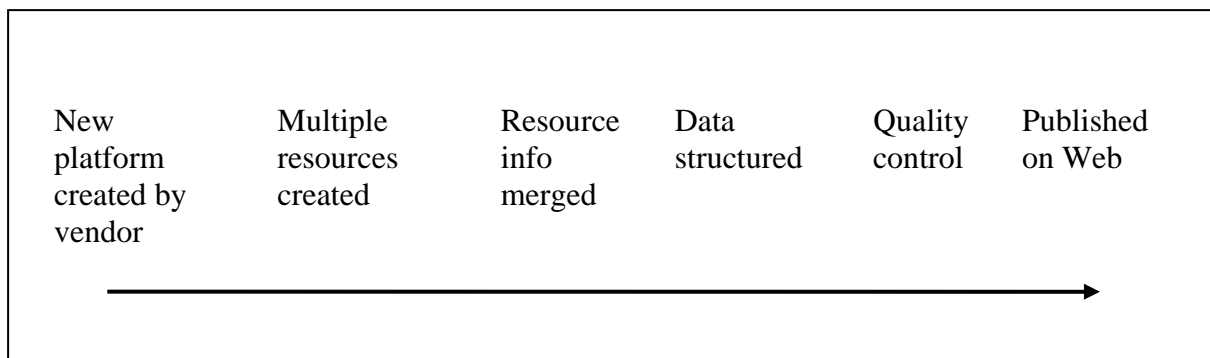 New
platform
created by
vendor
Multiple
resources
created
Resource
info
merged
Data
structured
Quality
control
Published
on Web